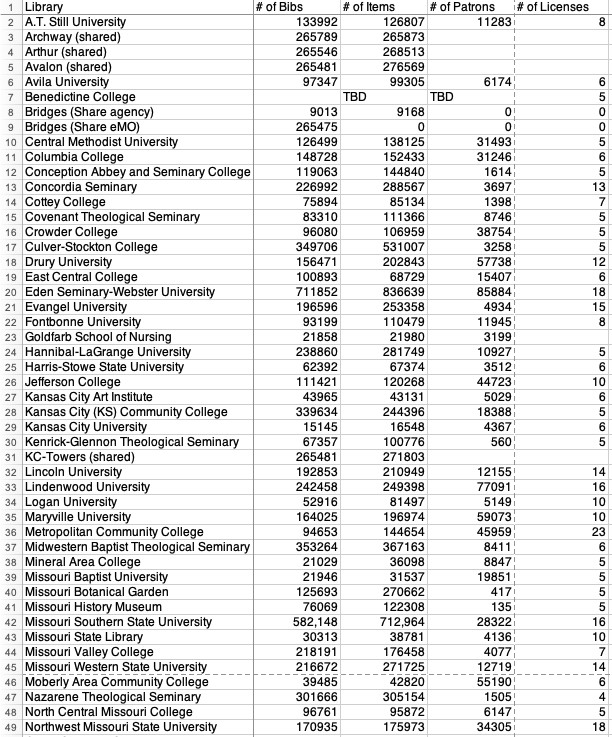 1 Library # of Bibs # of Items # of Patrons # of Licenses
2 A.T. Still University 133992 126807 11283 8
3 Archway (shared) 265789 265873
4 Arthur (shared) 265546 268513
5 Avalon (shared) 265481 276569
6 Avila University 97347 99305 6174 6
7 Benedictine College TBD TBD 5
8 Bridges (Share agency) 9013 9168 0 0
9 Bridges (Share eMO) 265475 0 0 0
10 Central Methodist University 126499 138125 31493 5
11 Columbia College 148728 152433 31246 6
12 Conception Abbey and Seminary College 119063 144840 1614 5
13 Concordia Seminary 226992 288567 3697 13
14 Cottey College 75894 85134 1398 7
15 Covenant Theological Seminary 83310 111366 8746 5
16 Crowder College 96080 106959 38754 5
17 Culver-Stockton College 349706 531007 3258 5
18 Drury University 156471 202843 57738 12
19 East Central College 100893 68729 15407 6
20 Eden Seminary-Webster University 711852 836639 85884 18
21 Evangel University 196596 253358 4934 15
22 Fontbonne University 93199 110479 11945 8
23 Goldfarb School of Nursing 21858 21980 3199
24 Hannibal-LaGrange University 238860 281749 10927 5
25 Harris-Stowe State University 62392 67374 3512 6
26 Jefferson College 111421 120268 44723 10
27 Kansas City Art Institute 43965 43131 5029 6
28 Kansas City (KS) Community College 339634 244396 18388 5
29 Kansas City University 15145 16548 4367 6
30 Kenrick-Glennon Theological Seminary 67357 100776 560 5
31 KC-Towers (shared) 265481 271803
32 Lincoln University 192853 210949 12155 14
33 Lindenwood University 242458 249398 77091 16
34 Logan University 52916 81497 5149 10
35 Maryville University 164025 196974 59073 10
36 Metropolitan Community College 94653 144654 45959 23
37 Midwestern Baptist Theological Seminary 353264 367163 8411 6
38 Mineral Area College 21029 36098 8847 5
39 Missouri Baptist University 21946 31537 19851 5
40 Missouri Botanical Garden 125693 270662 417 5
41 Missouri History Museum 76069 122308 135 5
42 Missouri Southern State University 582,148 712,964 28322 16
43 Missouri State Library 30313 38781 4136 10
44 Missouri Valley College 218191 176458 4077 7
45 Missouri Western State University 216672 271725 12719 14
46 Moberly Area Community College 39485 42820 55190 6
47 Nazarene Theological Seminary 301666 305154 1505 4
48 North Central Missouri College 96761 95872 6147 5
49 Northwest Missouri State University 170935 175973 34305 18